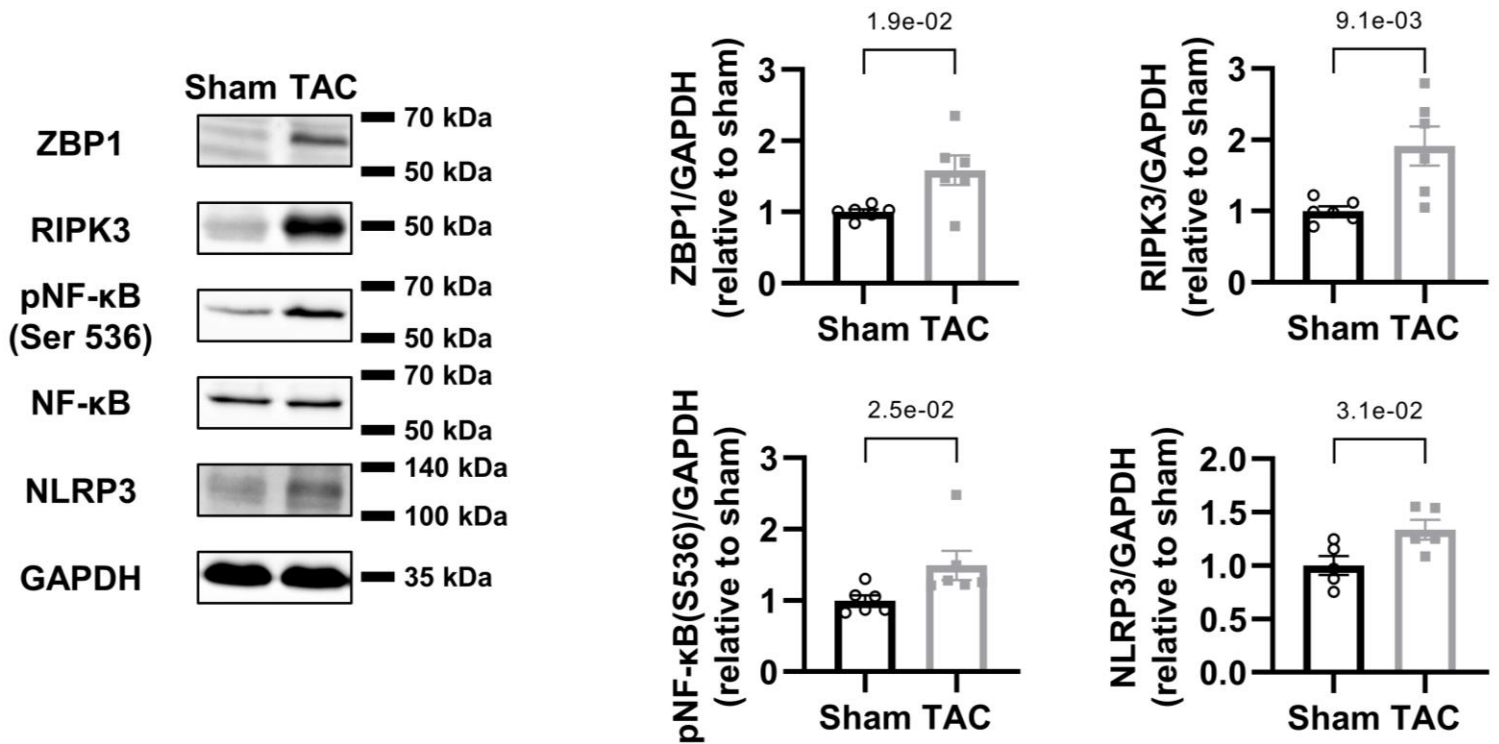 Sham TAC
ZBP1
70 kDa
50 kDa
RIPK3
50 kDa
pNF-κB
(Ser 536)
70 kDa
50 kDa
NF-κB
70 kDa
50 kDa
NLRP3
140 kDa
100 kDa
GAPDH
35 kDa
1.9e-02
ZBP1/GAPDH
(relative to sham)
3
2
1
0
Sham TAC
9.1e-03
RIPK3/GAPDH
(relative to sham)
3
2
1
0
Sham TAC
2.5e-02
pNF-κB(S536)/GAPDH
(relative to sham)
3
2
1
0
Sham TAC
3.1e-02
NLRP3/GAPDH
(relative to sham)
2.0
1.5
1.0
0.5
0.0
Sham TAC